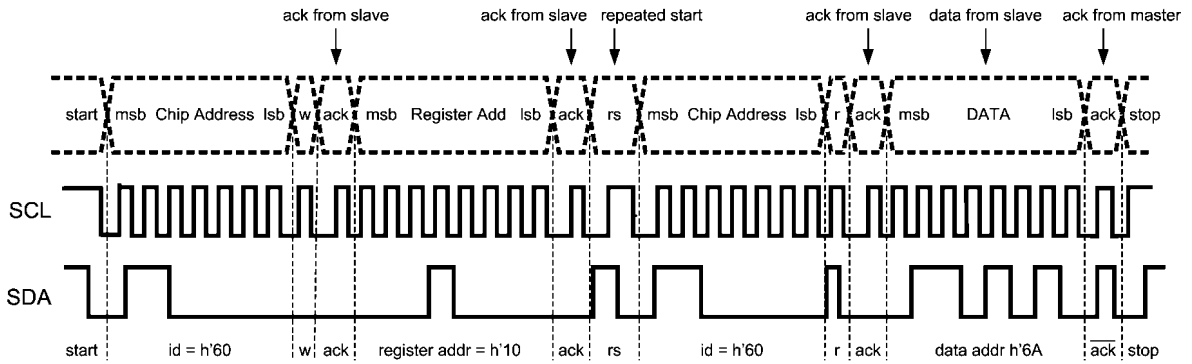 ack from slave ack from slave repeated start ack from slave data from slave ack from master
start msb Chip Address lsb w ack msb Register Add lsb ack rs msb Chip Address lsb r ack msb DATA lsb ack stop
SCL
SDA
start id = h'60 w ack register addr = h'10 ack rs id = h'60 r ack data addr h'6A ack stop